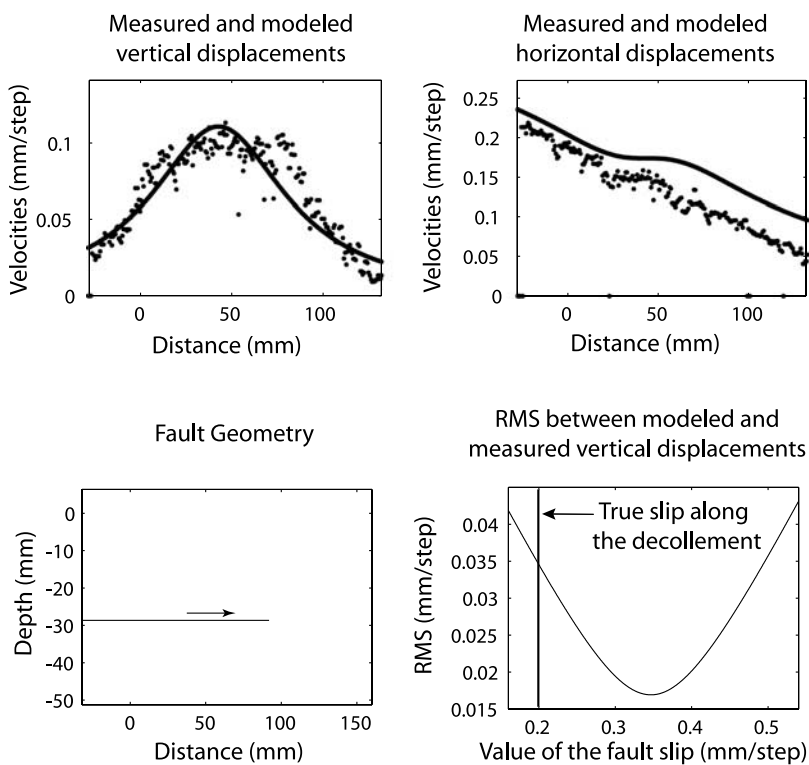 Measured and modeled
vertical displacements
Velocities (mm/step)
0.1
0.05
0
0
50
100
Distance (mm)
Measured and modeled
horizontal displacements
Velocities (mm/step)
0.25
0.2
0.15
0.1
0.05
0
0
50
100
Distance (mm)
Fault Geometry
Depth (mm)
0
-10
-20
-30
-40
-50
0
50
100
150
Distance (mm)
RMS between modeled and
measured vertical displacements
RMS (mm/step)
0.04
0.035
0.03
0.025
0.02
0.015
True slip along
the decollement
0.2
0.3
0.4
0.5
Value of the fault slip (mm/step)